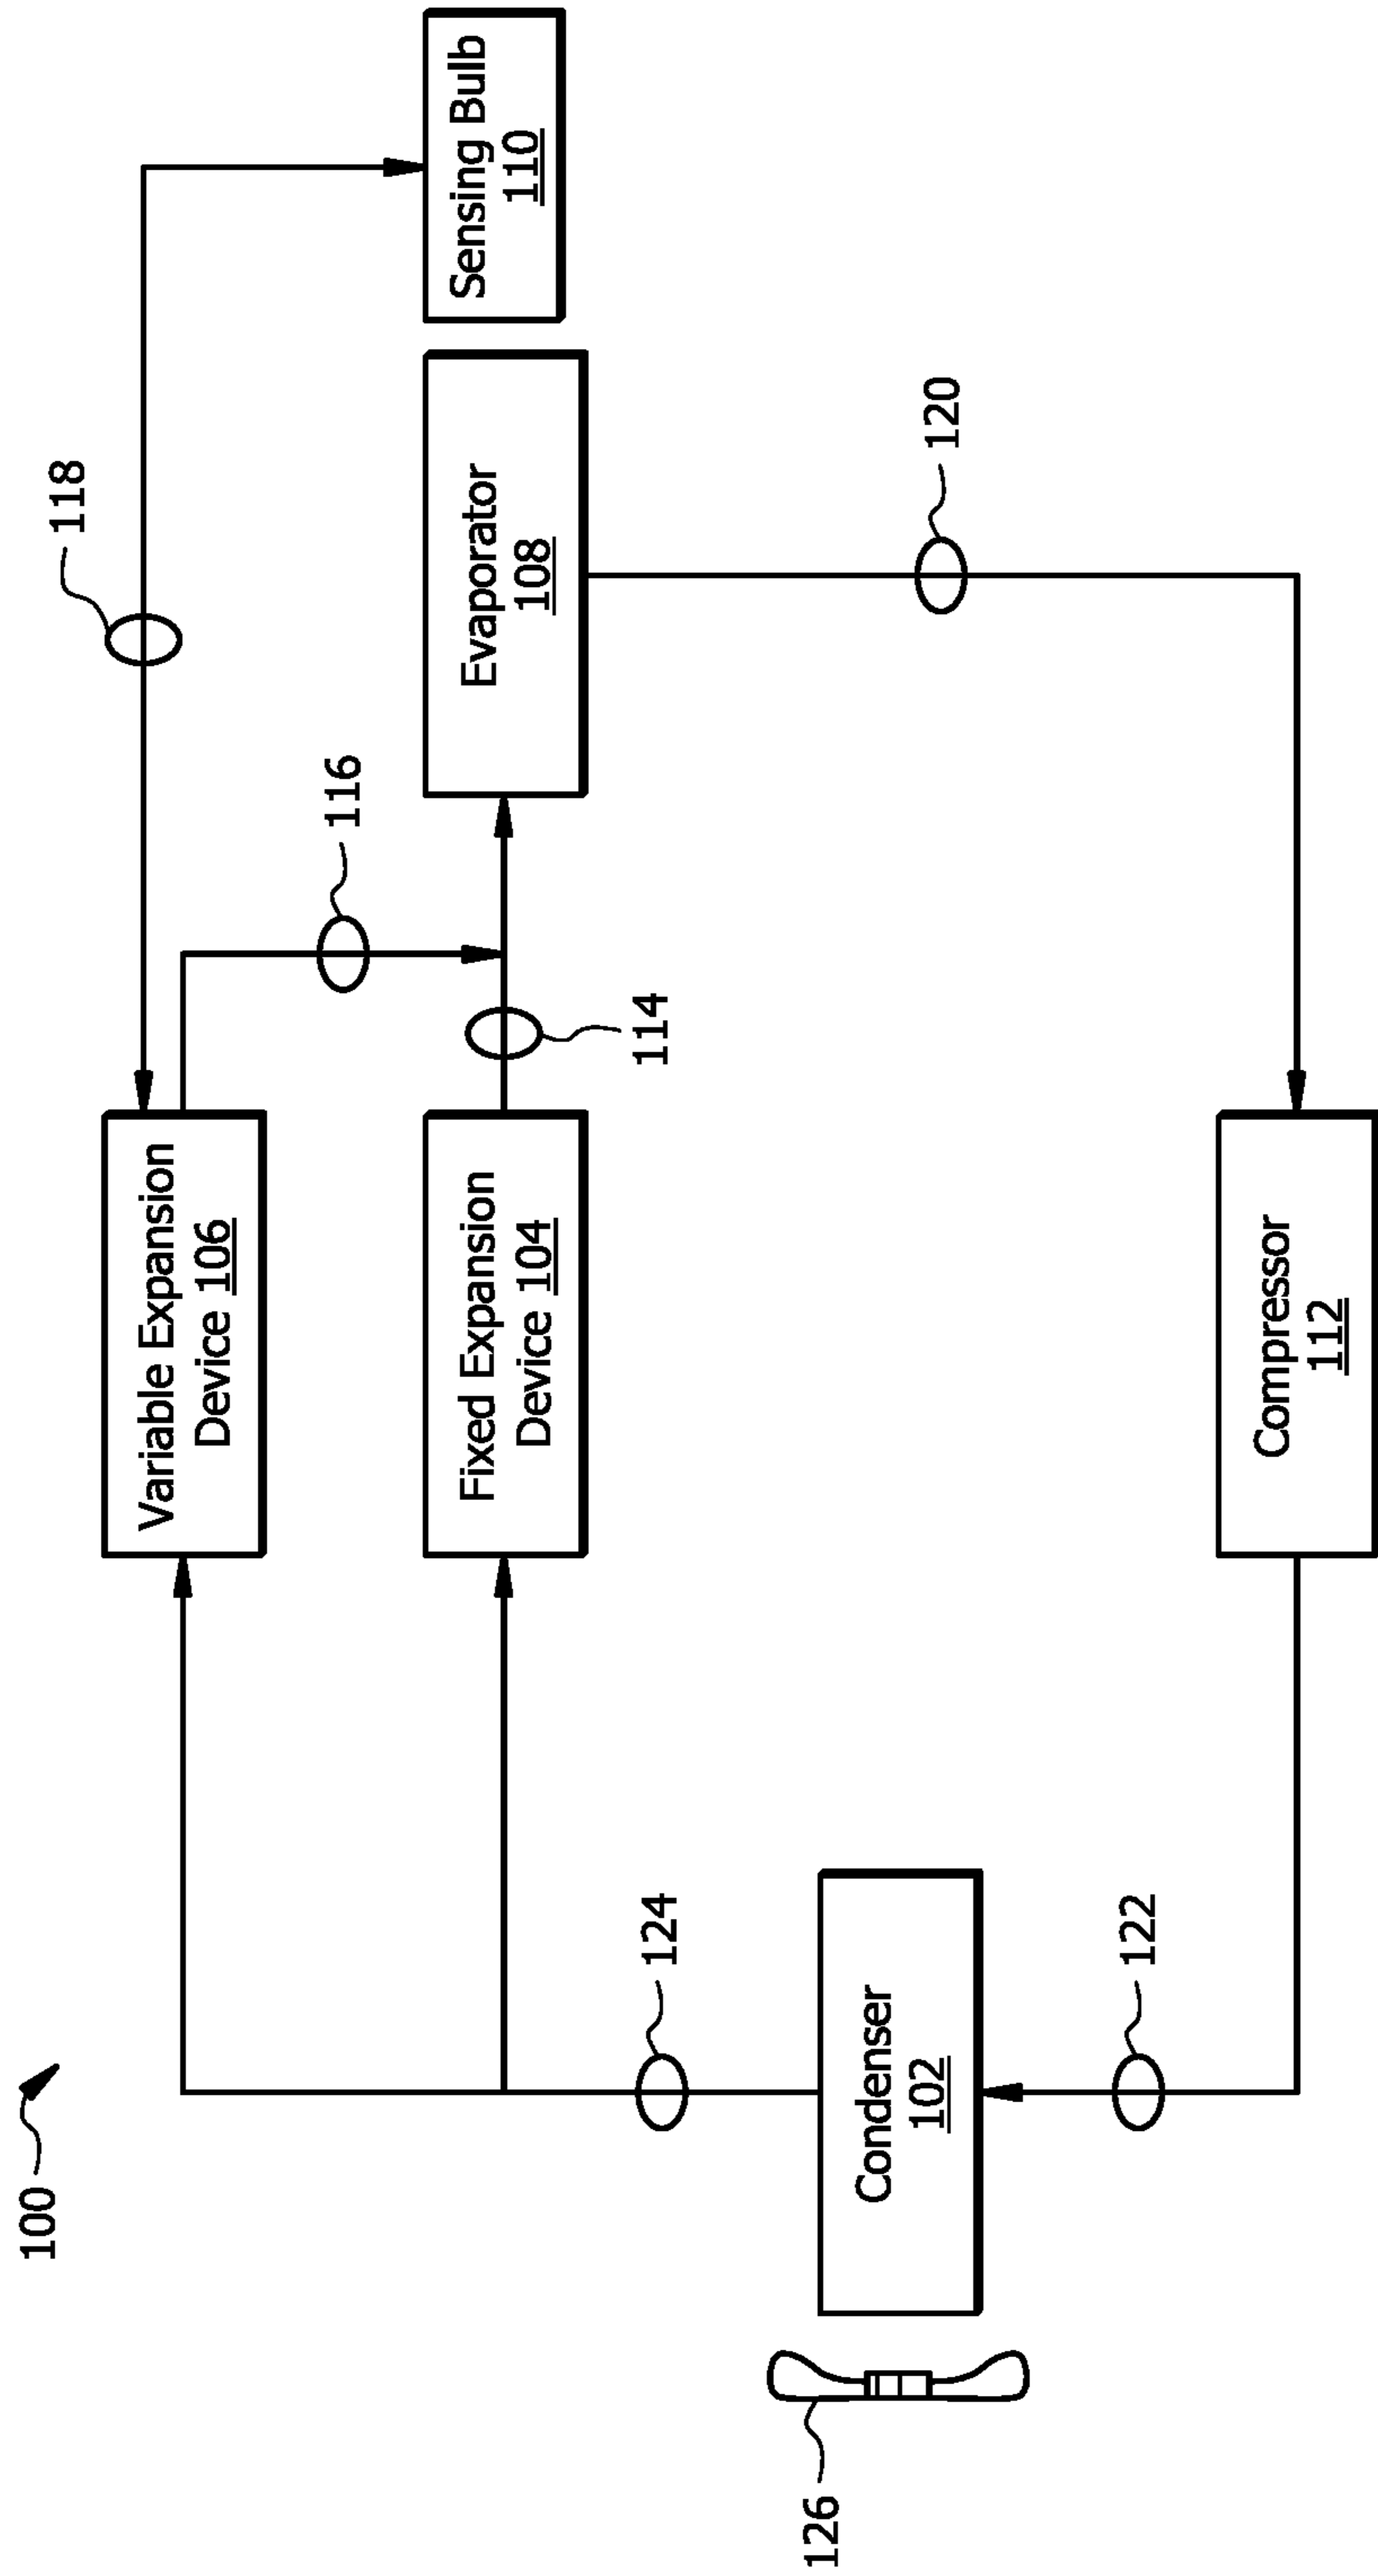 100
118
Variable Expansion
Device 106
116
Sensing Bulb
110
Fixed Expansion
Device 104
114
Evaporator
108
124
120
Condenser
102
126
122
Compressor
112